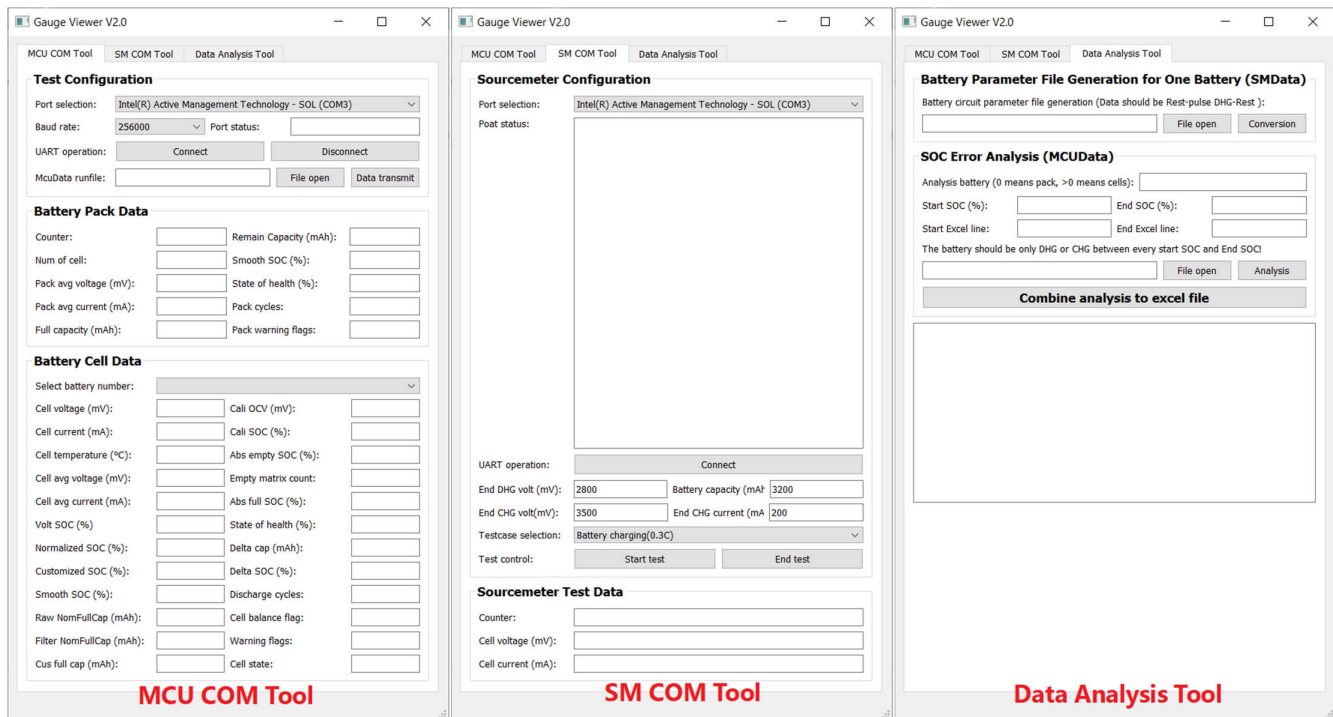 Gauge Viewer V2.0
MCU COM Tool SM COM Tool Data Analysis Tool
Test Configuration
Port selection: Intel(R) Active Management Technology - SOL (COM3)
Baud rate: 256000 Port status:
UART operation: Connect Disconnect
McuData runfile: File open Data transmit
Battery Pack Data
Counter: Remain Capacity (mAh):
Num of cell: Smooth SOC (%):
Pack avg voltage (mV): State of health (%):
Pack avg current (mA): Pack cycles:
Full capacity (mAh): Pack warning flags:
Battery Cell Data
Select battery number:
Cell voltage (mV): Cali OCV (mV):
Cell current (mA): Cali SOC (%):
Cell temperature (ºC): Abs empty SOC (%):
Cell avg voltage (mV): Empty matrix count:
Cell avg current (mA): Abs full SOC (%):
Volt SOC (%) State of health (%):
Normalized SOC (%): Delta cap (mAh):
Customized SOC (%): Delta SOC (%):
Smooth SOC (%): Discharge cycles:
Raw NomFullCap (mAh): Cell balance flag:
Filter NomFullCap (mAh): Warning flags:
Cus full cap (mAh): Cell state:
MCU COM Tool
Gauge Viewer V2.0
MCU COM Tool SM COM Tool Data Analysis Tool
Sourcemeter Configuration
Port selection: Intel(R) Active Management Technology - SOL (COM3)
Poat status:
UART operation: Connect
End DHG volt (mV): 2800 Battery capacity (mAh 3200
End CHG volt(mV): 3500 End CHG current (mA 200
Testcase selection: Battery charging(0.3C)
Test control: Start test End test
Sourcemeter Test Data
Counter:
Cell voltage (mV):
Cell current (mA):
SM COM Tool
Gauge Viewer V2.0
MCU COM Tool SM COM Tool Data Analysis Tool
Battery Parameter File Generation for One Battery (SMData)
Battery circuit parameter file generation (Data should be Rest-pulse DHG-Rest ):
File open Conversion
SOC Error Analysis (MCUData)
Analysis battery (0 means pack, >0 means cells):
Start SOC (%): End SOC (%):
Start Excel line: End Excel line:
The battery should be only DHG or CHG between every start SOC and End SOC!
File open Analysis
Combine analysis to excel file
Data Analysis Tool